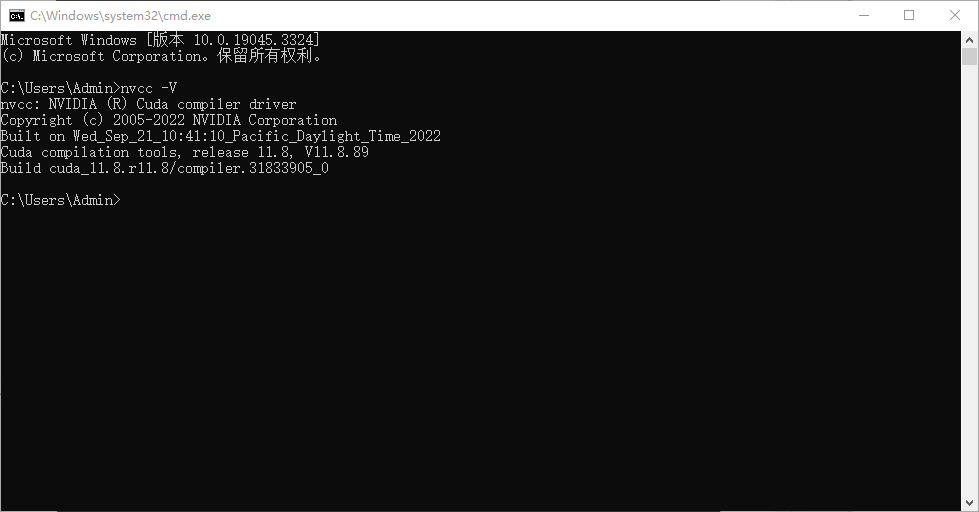 C:\Windows\system32\cmd.exe
Microsoft Windows [版本 10.0.19045.3324]
(c) Microsoft Corporation。保留所有权利。
C:\Users\Admin>nvcc -V
nvcc: NVIDIA (R) Cuda compiler driver
Copyright (c) 2005-2022 NVIDIA Corporation
Built on Wed_Sep_21_10:41:10_Pacific_Daylight_Time_2022
Cuda compilation tools, release 11.8, V11.8.89
Build cuda_11.8.r11.8/compiler.31833905_0
C:\Users\Admin>